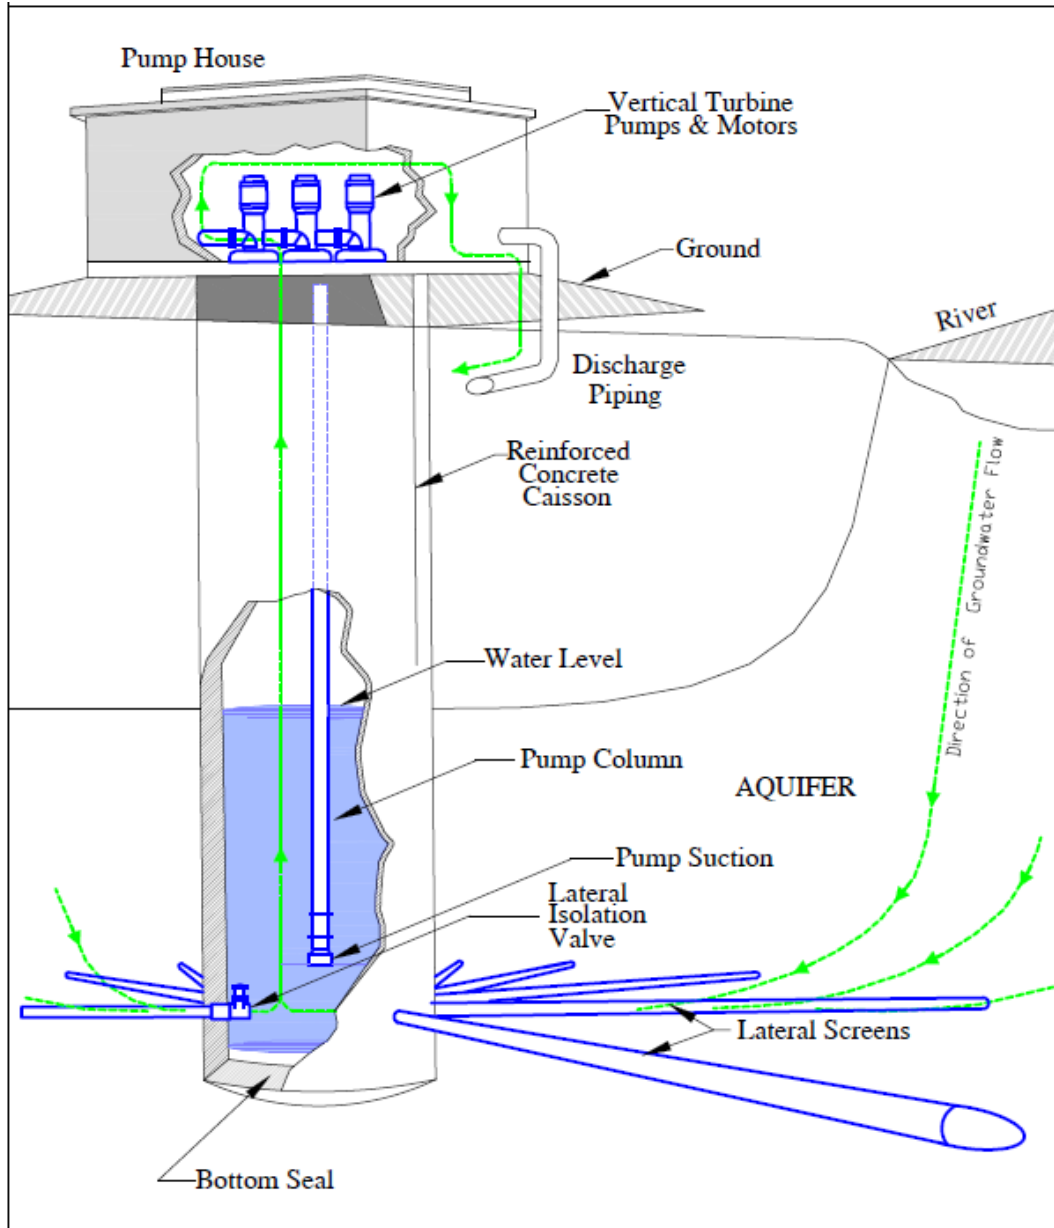 Pump House
Vertical Turbine
Pumps & Motors
Ground
River
Discharge
Piping
Reinforced
Concrete
Caisson
Direction of Groundwater Flow
Water Level
Pump Column
AQUIFER
Pump Suction
Lateral
Isolation
Valve
Lateral Screens
Bottom Seal